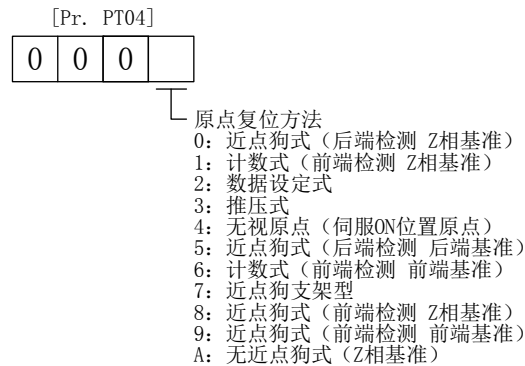 [Pr. PT04]
0 0 0
原点复位方法
0: 近点狗式（后端检测 Z相基准）
1: 计数式（前端检测 Z相基准）
2: 数据设定式
3: 推压式
4: 无视原点（伺服ON位置原点）
5: 近点狗式（后端检测 后端基准）
6: 计数式（前端检测 前端基准）
7: 近点狗支架型
8: 近点狗式（前端检测 Z相基准）
9: 近点狗式（前端检测 前端基准）
A: 无近点狗式（Z相基准）